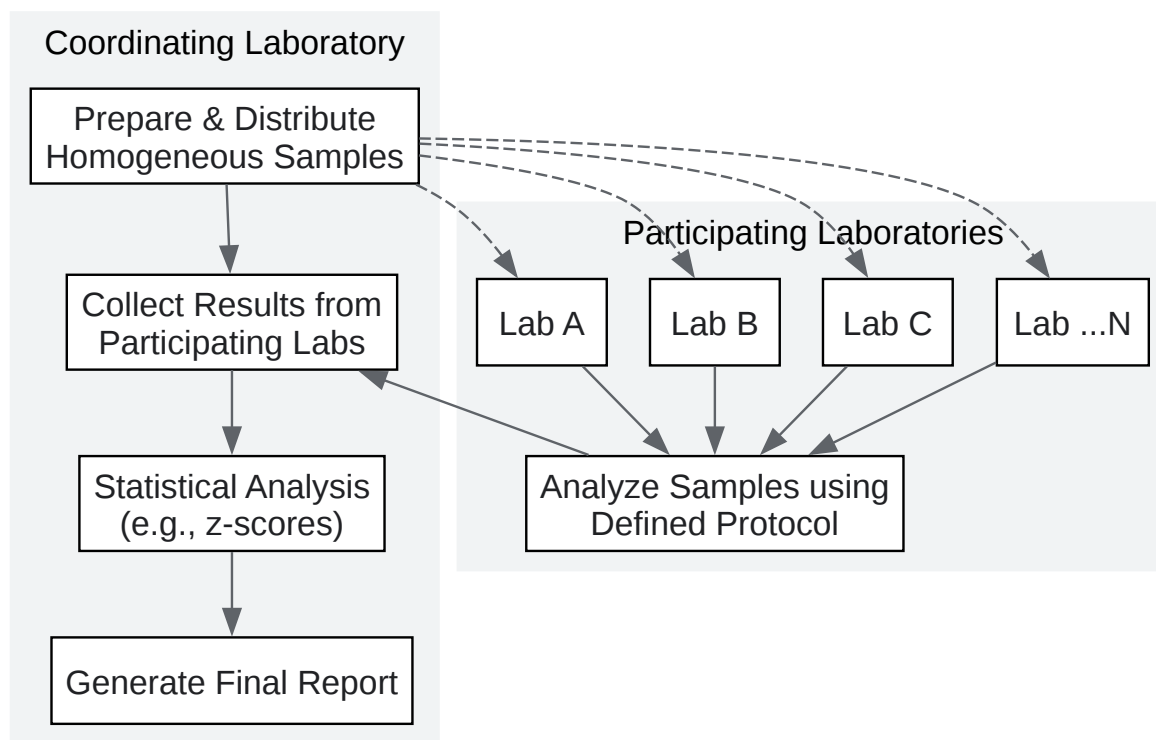 Coordinating Laboratory
Prepare & Distribute
Homogeneous Samples
Participating Laboratories
Collect Results from
Participating Labs
Lab A
Lab B
Lab C
Lab ...N
Statistical Analysis
(e.g., z-scores)
Analyze Samples using
Defined Protocol
Generate Final Report